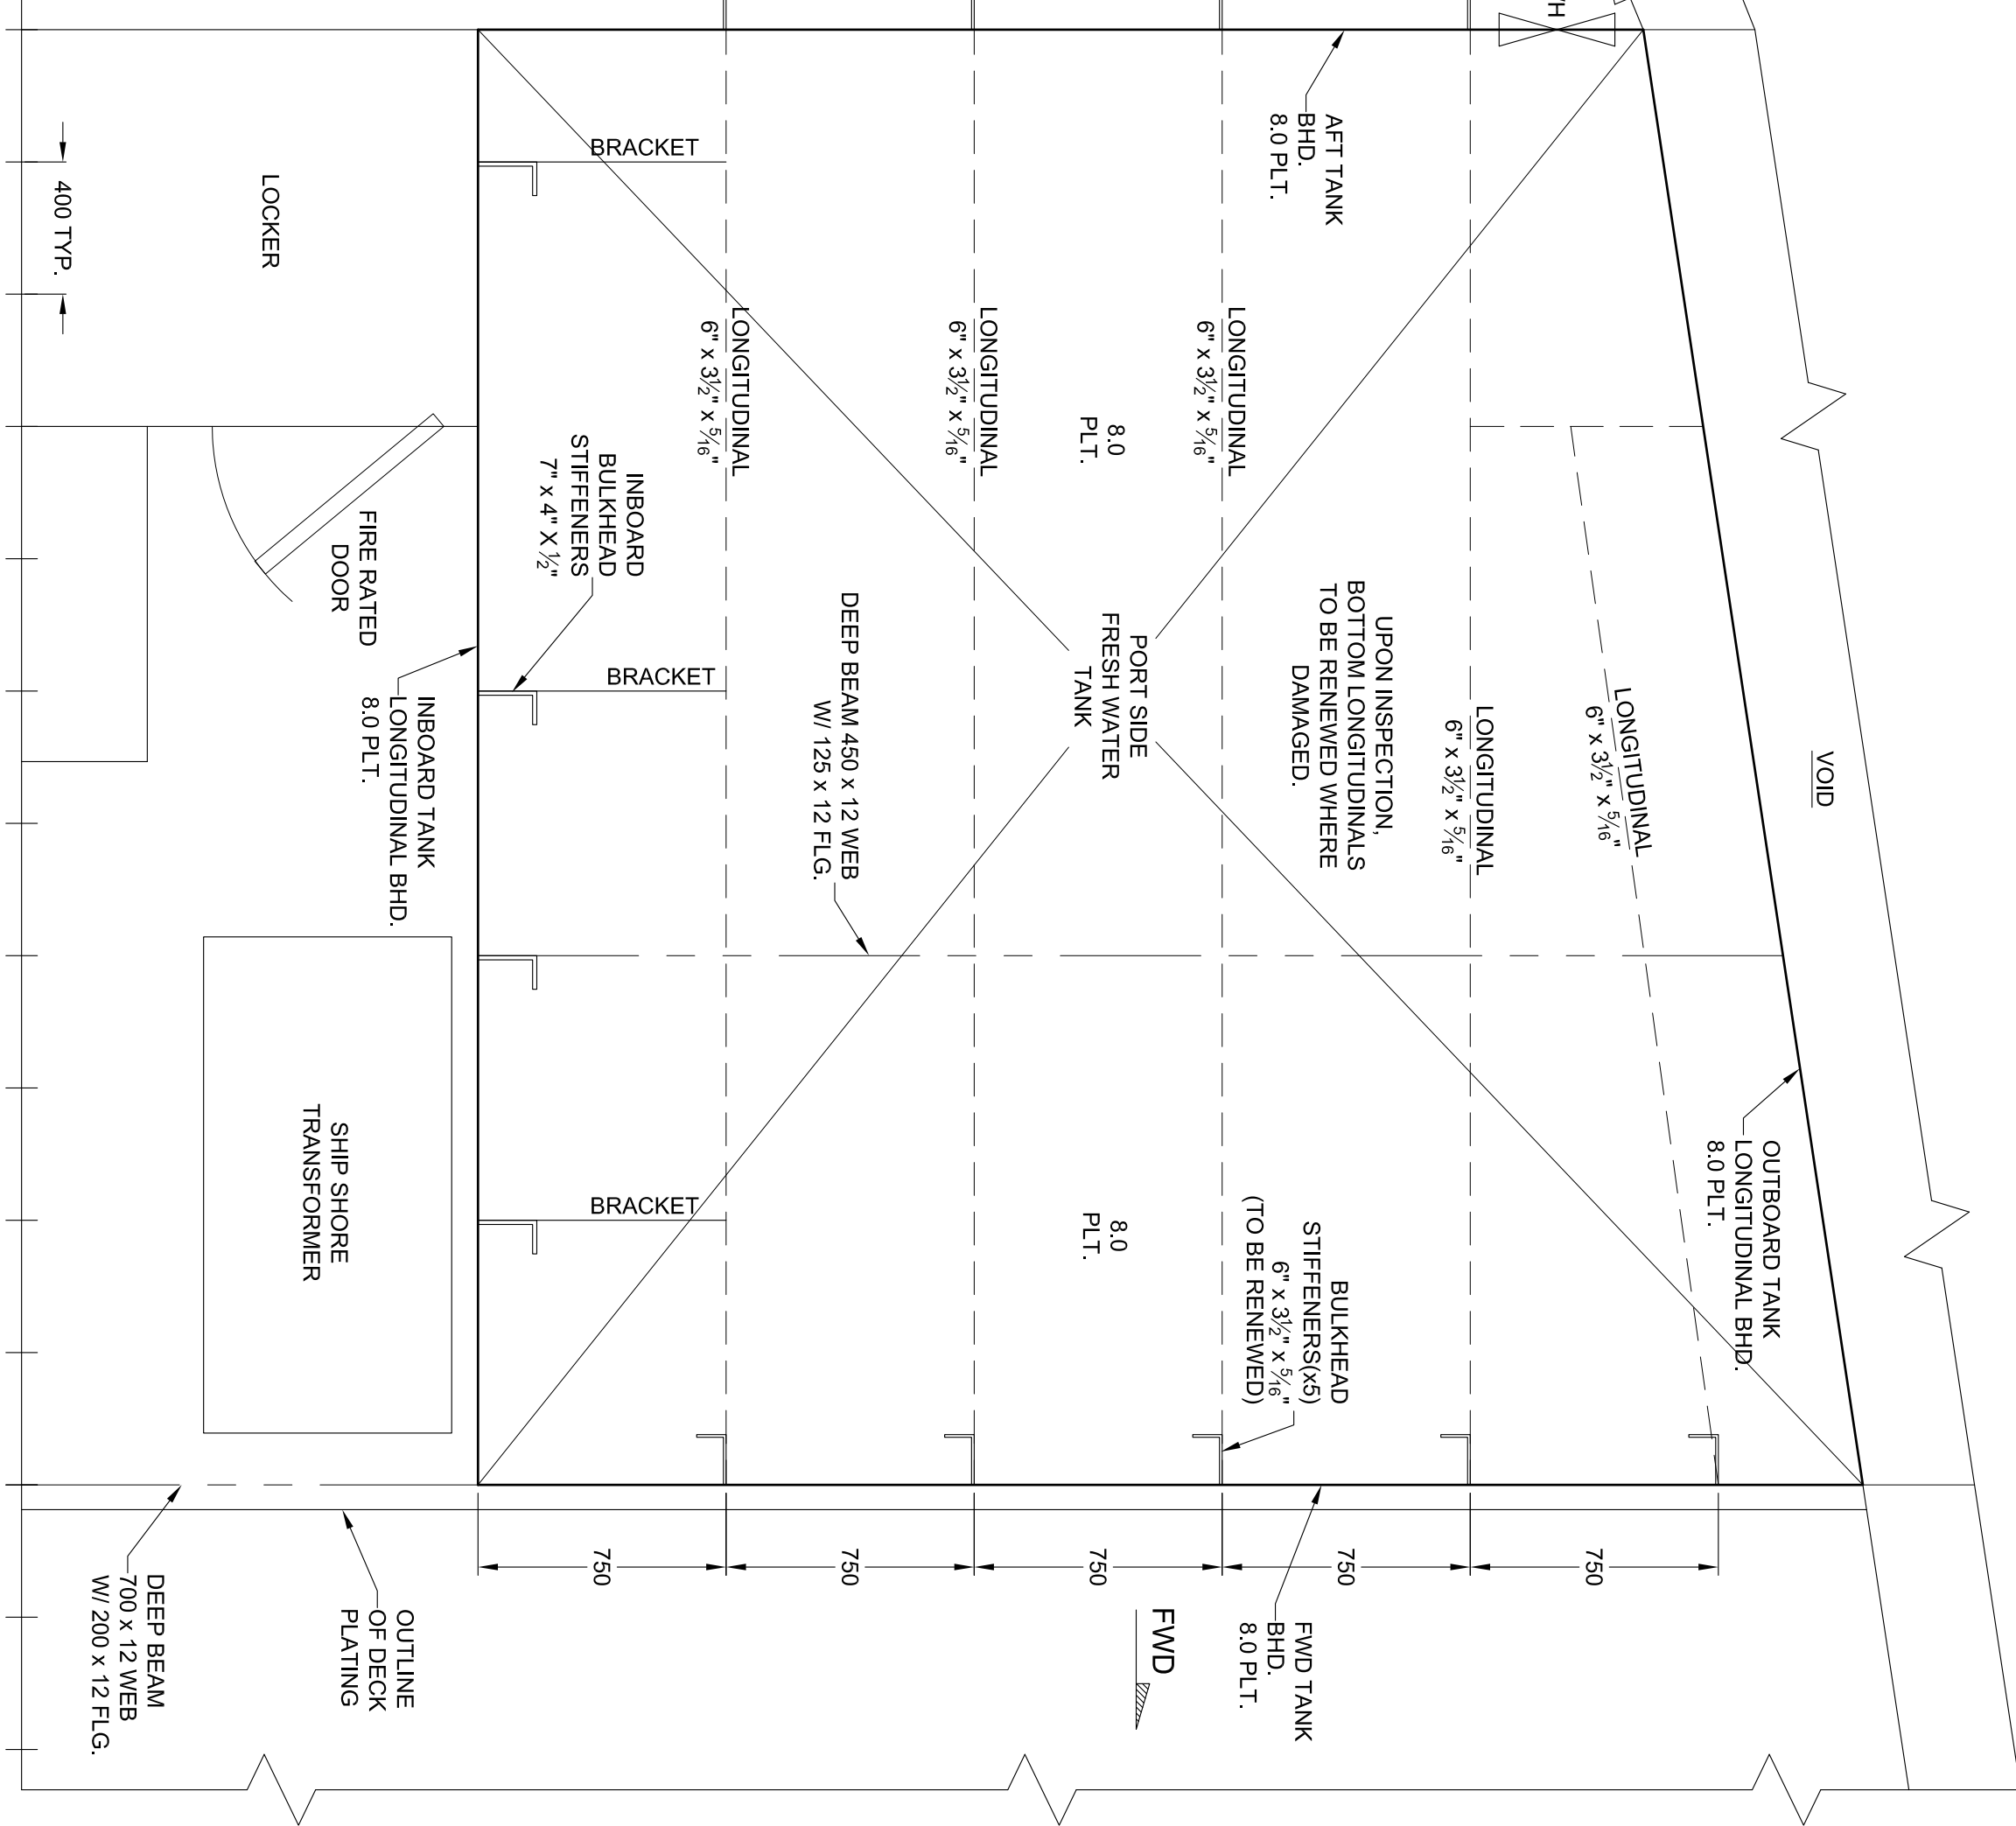 H
AFT TANK
BHD.
8.0 PLT.
BRACKET
400 TYP.
LOCKER
LONGITUDINAL
6" x 3½" x 5⁄16"
LONGITUDINAL
6" x 3½" x 5⁄16"
LONGITUDINAL
6" x 3½" x 5⁄16"
8.0
PLT.
INBOARD
BULKHEAD
STIFFENERS
7" x 4" X ½"
FIRE RATED
DOOR
UPON INSPECTION,
BOTTOM LONGITUDINALS
TO BE RENEWED WHERE
DAMAGED.
DEEP BEAM 450 x 12 WEB
W/ 125 x 12 FLG.
PORT SIDE
FRESH WATER
TANK
BRACKET
LONGITUDINAL
6" x 3½" x 5⁄16"
LONGITUDINAL
6" x 3½" x 5⁄16"
VOID
INBOARD TANK
LONGITUDINAL BHD.
8.0 PLT.
SHIP SHORE
TRANSFORMER
BRACKET
8.0
PLT.
BULKHEAD
STIFFENERS(x5)
6" x 3½" x 5⁄16"
(TO BE RENEWED)
OUTBOARD TANK
LONGITUDINAL BHD.
8.0 PLT.
750
750
750
750
750
FWD
FWD TANK
BHD.
8.0 PLT.
OUTLINE
OF DECK
PLATING
DEEP BEAM
700 x 12 WEB
W/ 200 x 12 FLG.